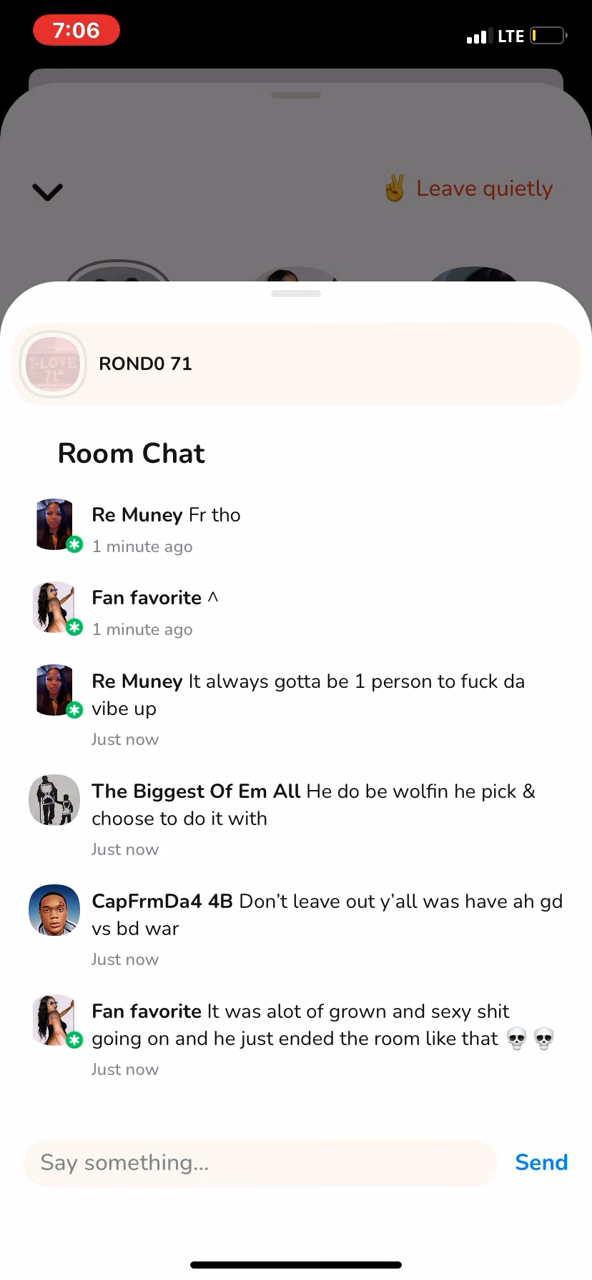 7:06
LTE
✌️ Leave quietly
I-LOVE
71st
ROND0 71
Room Chat
Re Muney Fr tho
1 minute ago
Fan favorite ^
1 minute ago
Re Muney It always gotta be 1 person to fuck da
vibe up
Just now
The Biggest Of Em All He do be wolfin he pick &
choose to do it with
Just now
CapFrmDa4 4B Don't leave out y'all was have ah gd
vs bd war
Just now
Fan favorite It was alot of grown and sexy shit
going on and he just ended the room like that 💀 💀
Just now
Say something...
Send